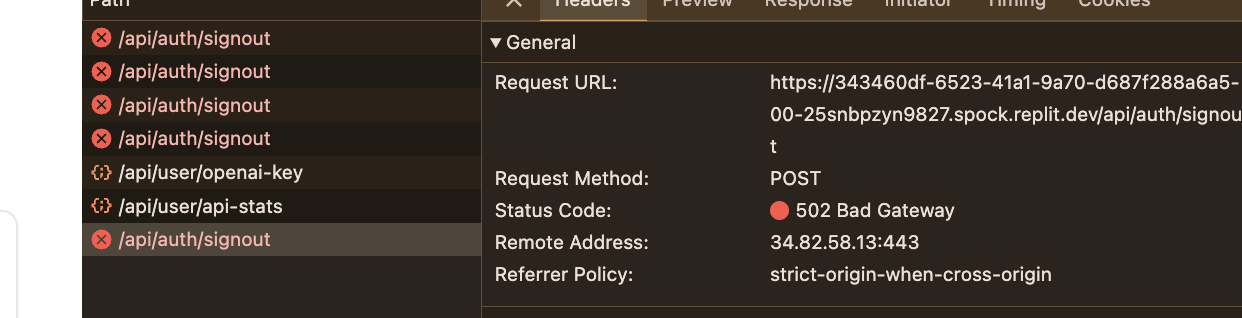 Path
Headers Preview Response Initiator Timing Cookies
/api/auth/signout
General
/api/auth/signout
Request URL: https://343460df-6523-41a1-9a70-d687f288a6a5-
/api/auth/signout
00-25snbpzyn9827.spock.replit.dev/api/auth/signou
/api/auth/signout
t
/api/user/openai-key
Request Method: POST
/api/user/api-stats
Status Code: 502 Bad Gateway
/api/auth/signout
Remote Address: 34.82.58.13:443
Referrer Policy: strict-origin-when-cross-origin